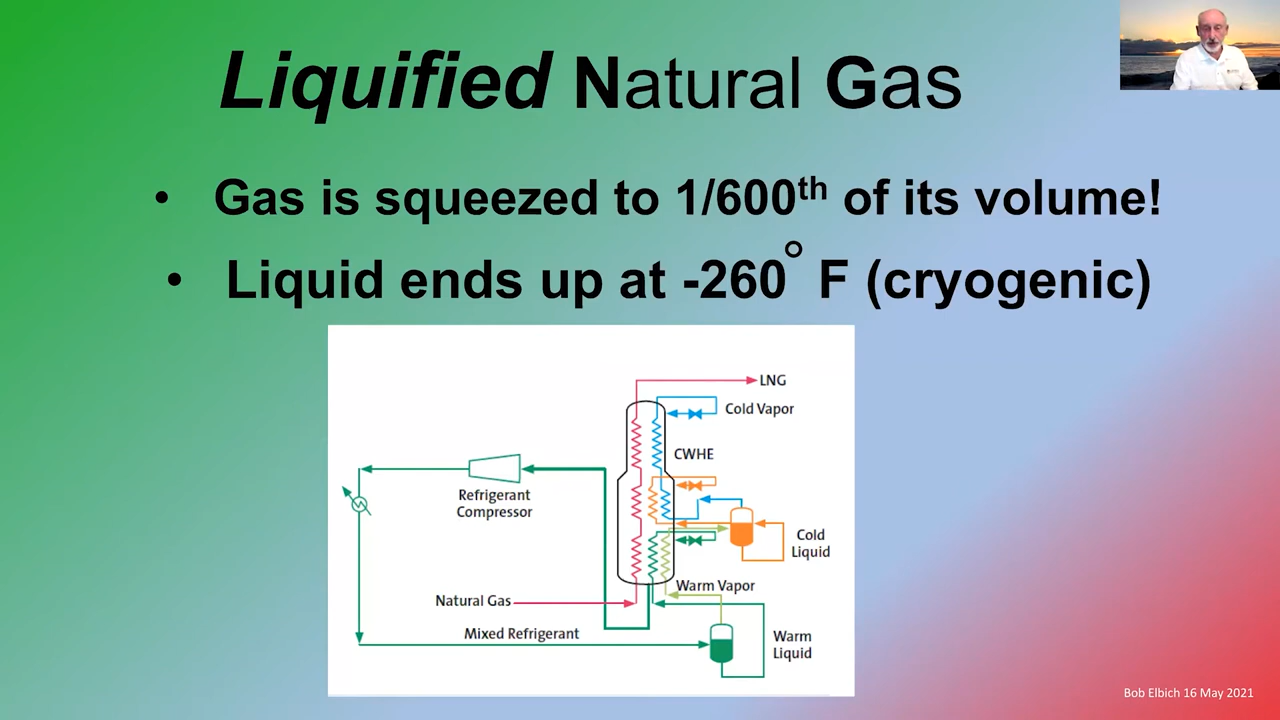 Liquified Natural Gas
• Gas is squeezed to 1/600th of its volume!
• Liquid ends up at -260° F (cryogenic)
LNG
Cold Vapor
CWHE
Refrigerant
Compressor
Cold
Liquid
Warm Vapor
Natural Gas
Mixed Refrigerant
Warm
Liquid
Bob Elbich 16 May 2021